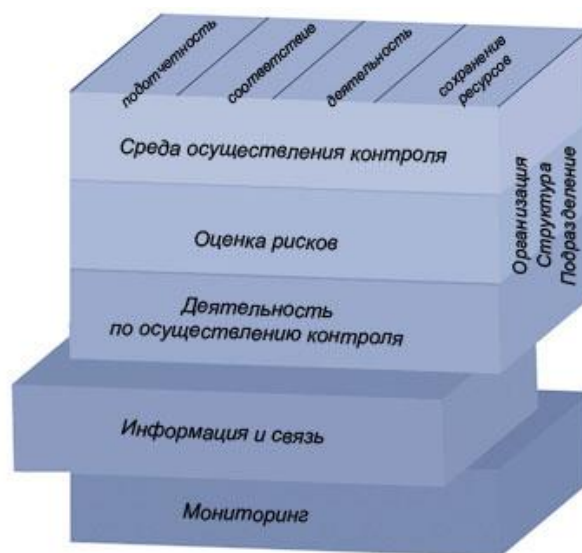 подотчетность
соответствие
деятельность
сохранение
ресурсов
Среда осуществления контроля
Оценка рисков
Деятельность
по осуществлению контроля
Информация и связь
Мониторинг
Организация
Структура
Подразделение